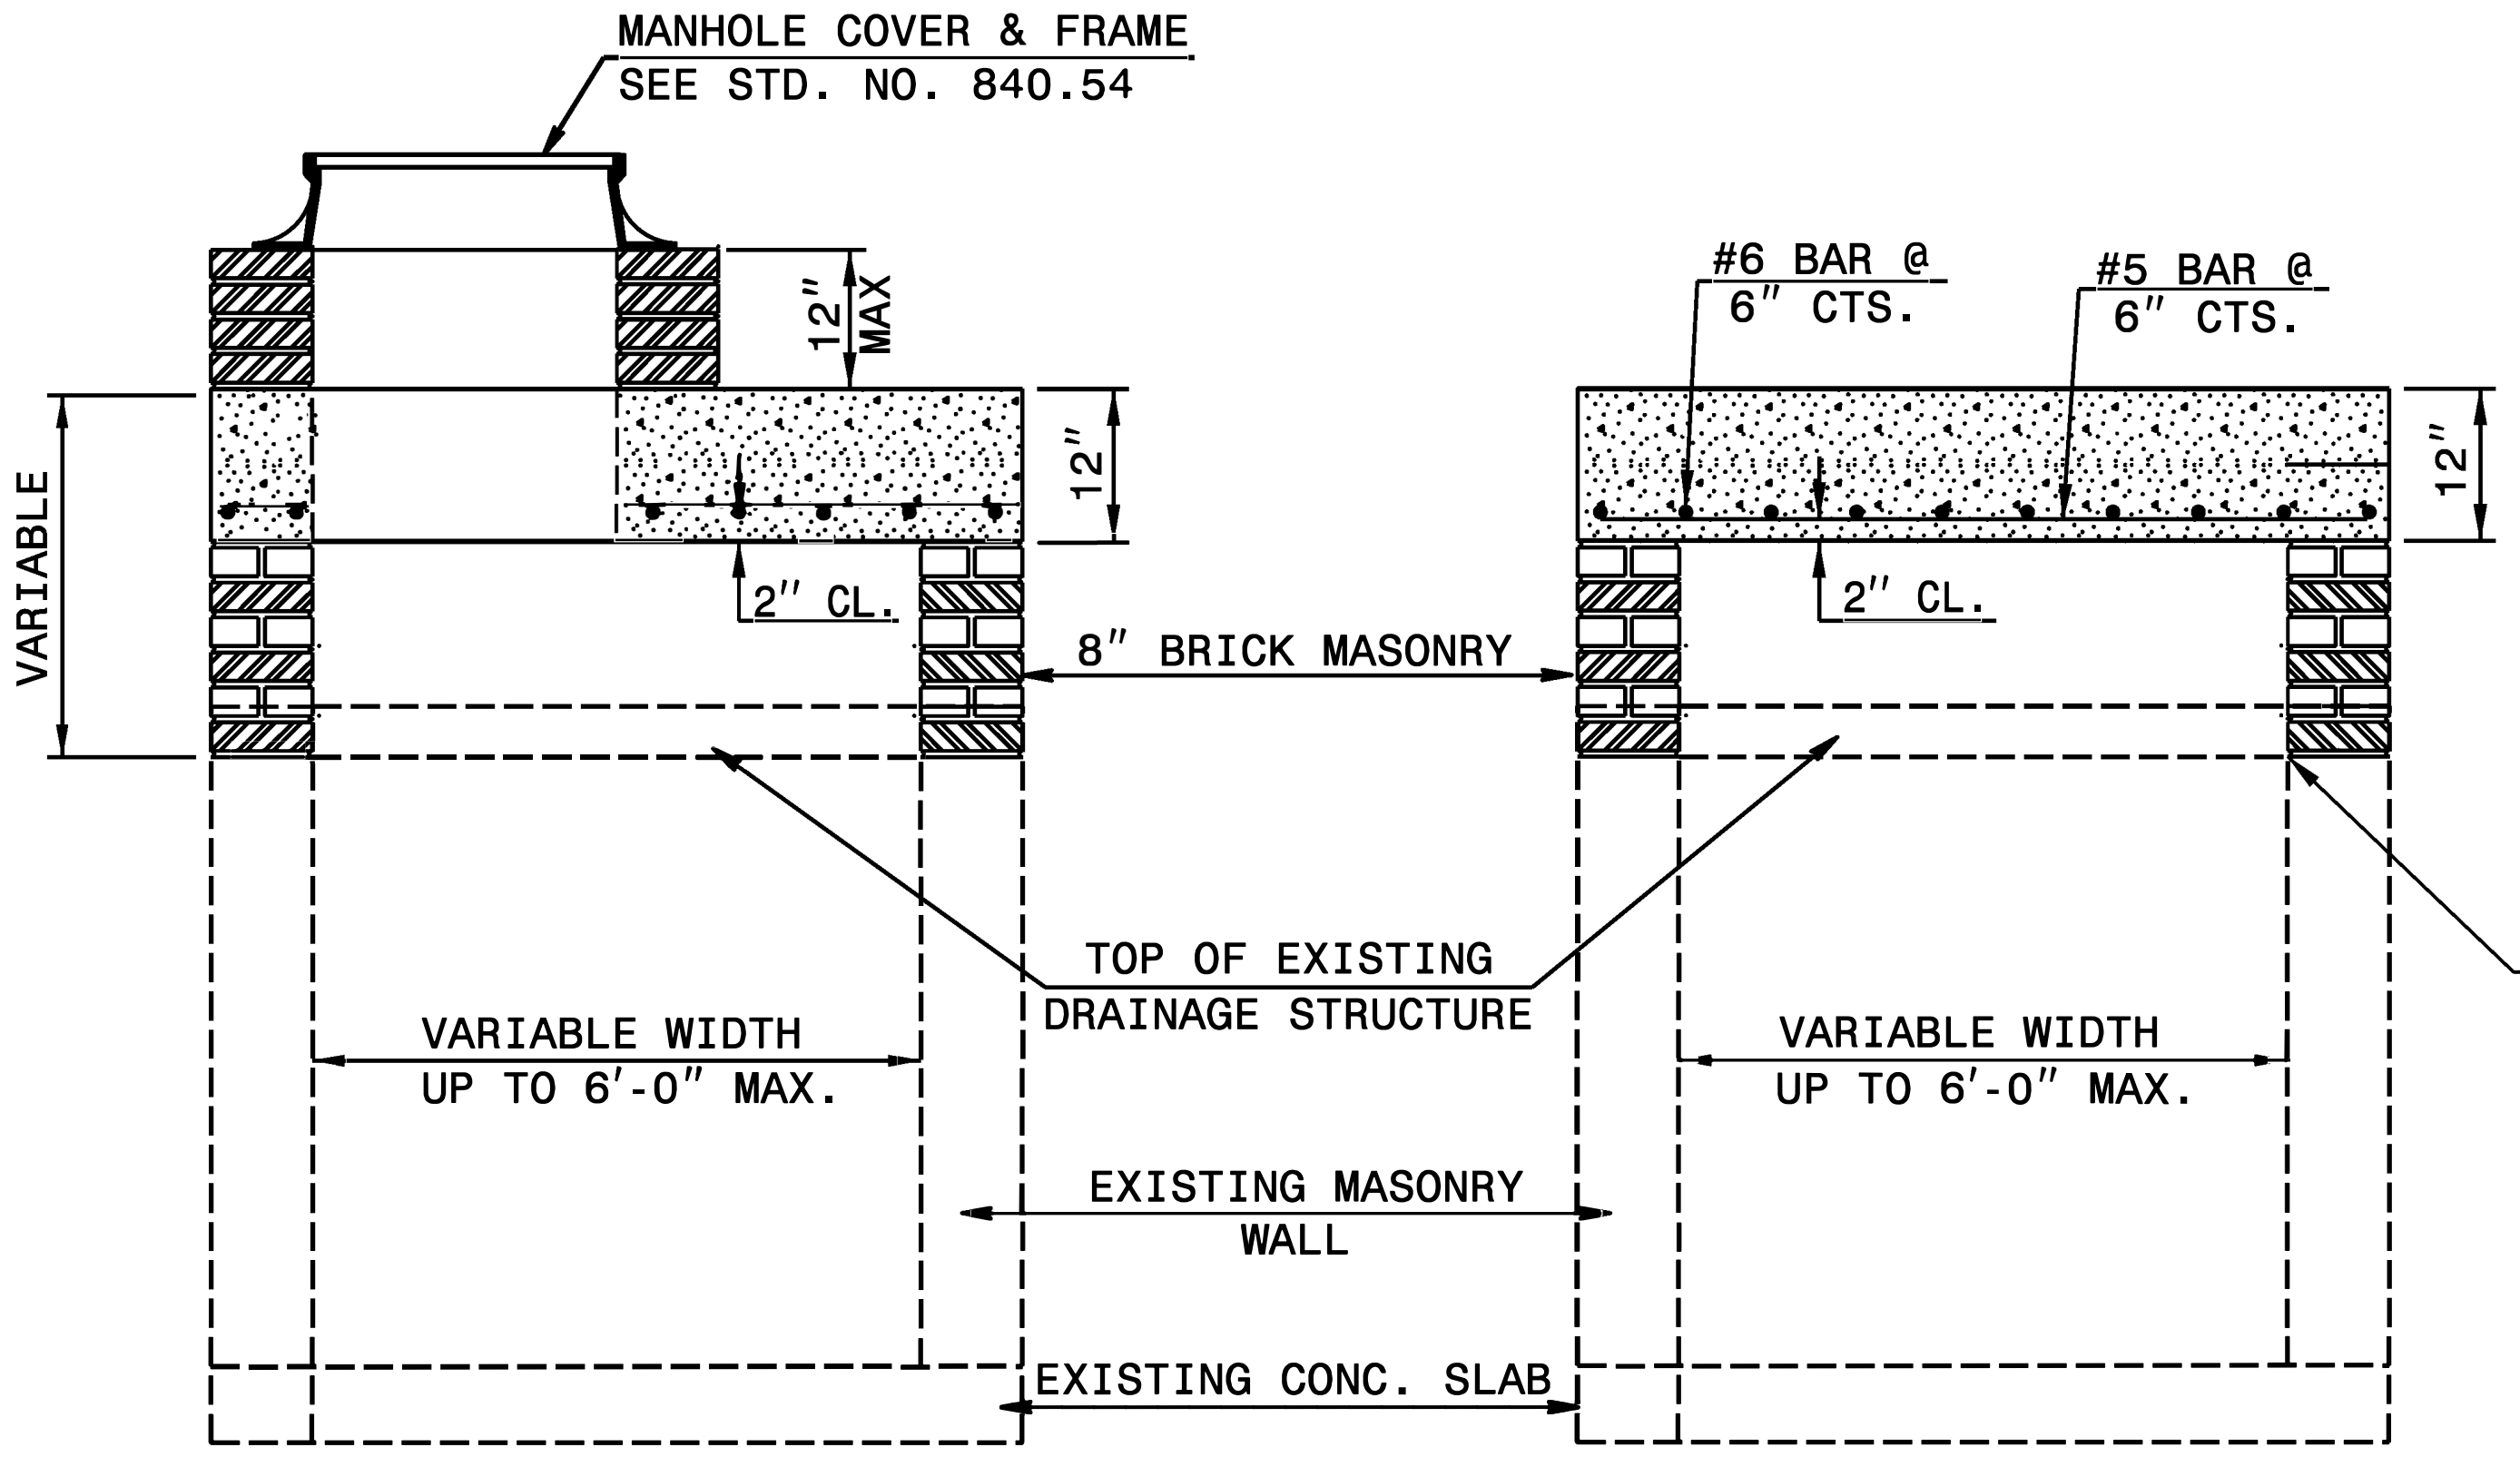 MANHOLE COVER & FRAME
SEE STD. NO. 840.54
12"
MAX
#6 BAR @
6" CTS.
#5 BAR @
6" CTS.
VARIABLE
12"
12"
2" CL.
2" CL.
8" BRICK MASONRY
TOP OF EXISTING
DRAINAGE STRUCTURE
VARIABLE WIDTH
UP TO 6'-0" MAX.
VARIABLE WIDTH
UP TO 6'-0" MAX.
EXISTING MASONRY
WALL
EXISTING CONC. SLAB